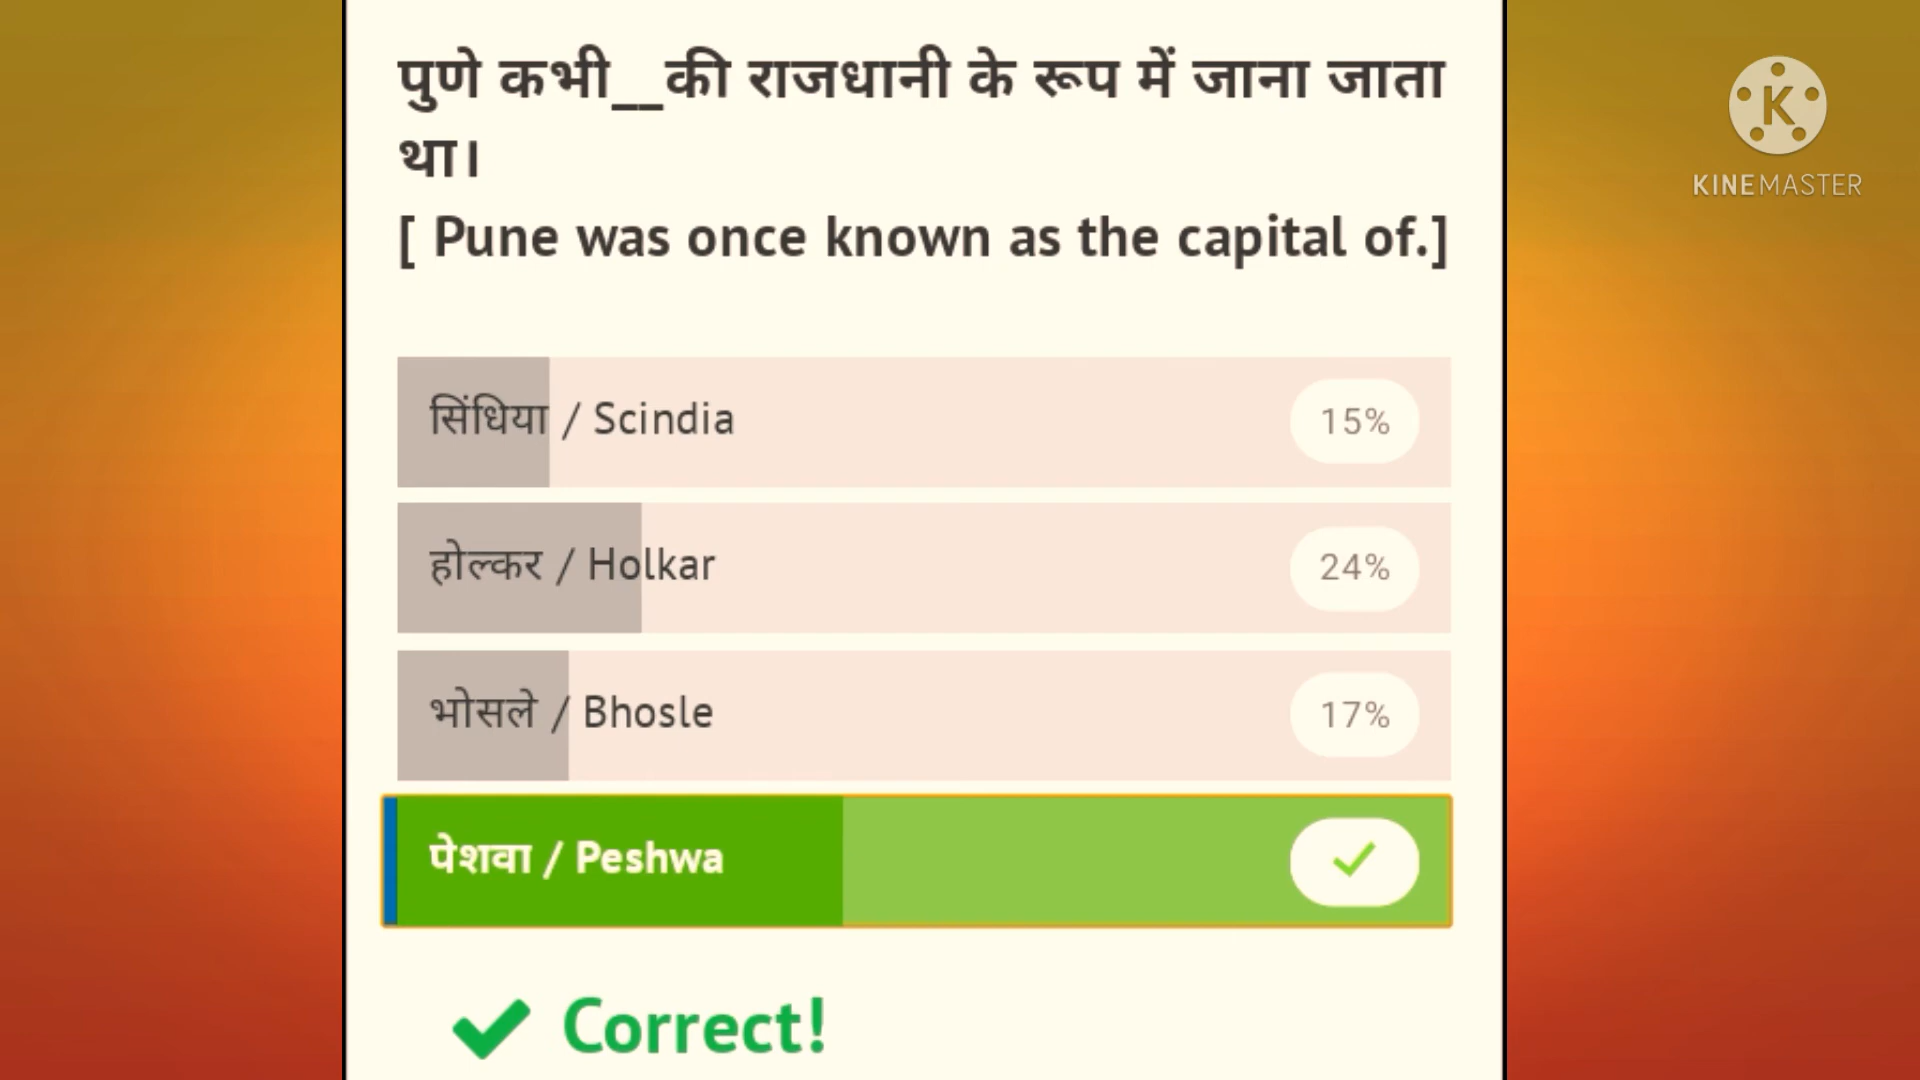 पुणे कभी__की राजधानी के रूप में जाना जाता
था।
[ Pune was once known as the capital of.]
सिंधिया / Scindia
15%
होल्कर / Holkar
24%
भोसले / Bhosle
17%
पेशवा / Peshwa
Correct!
K
KINEMASTER